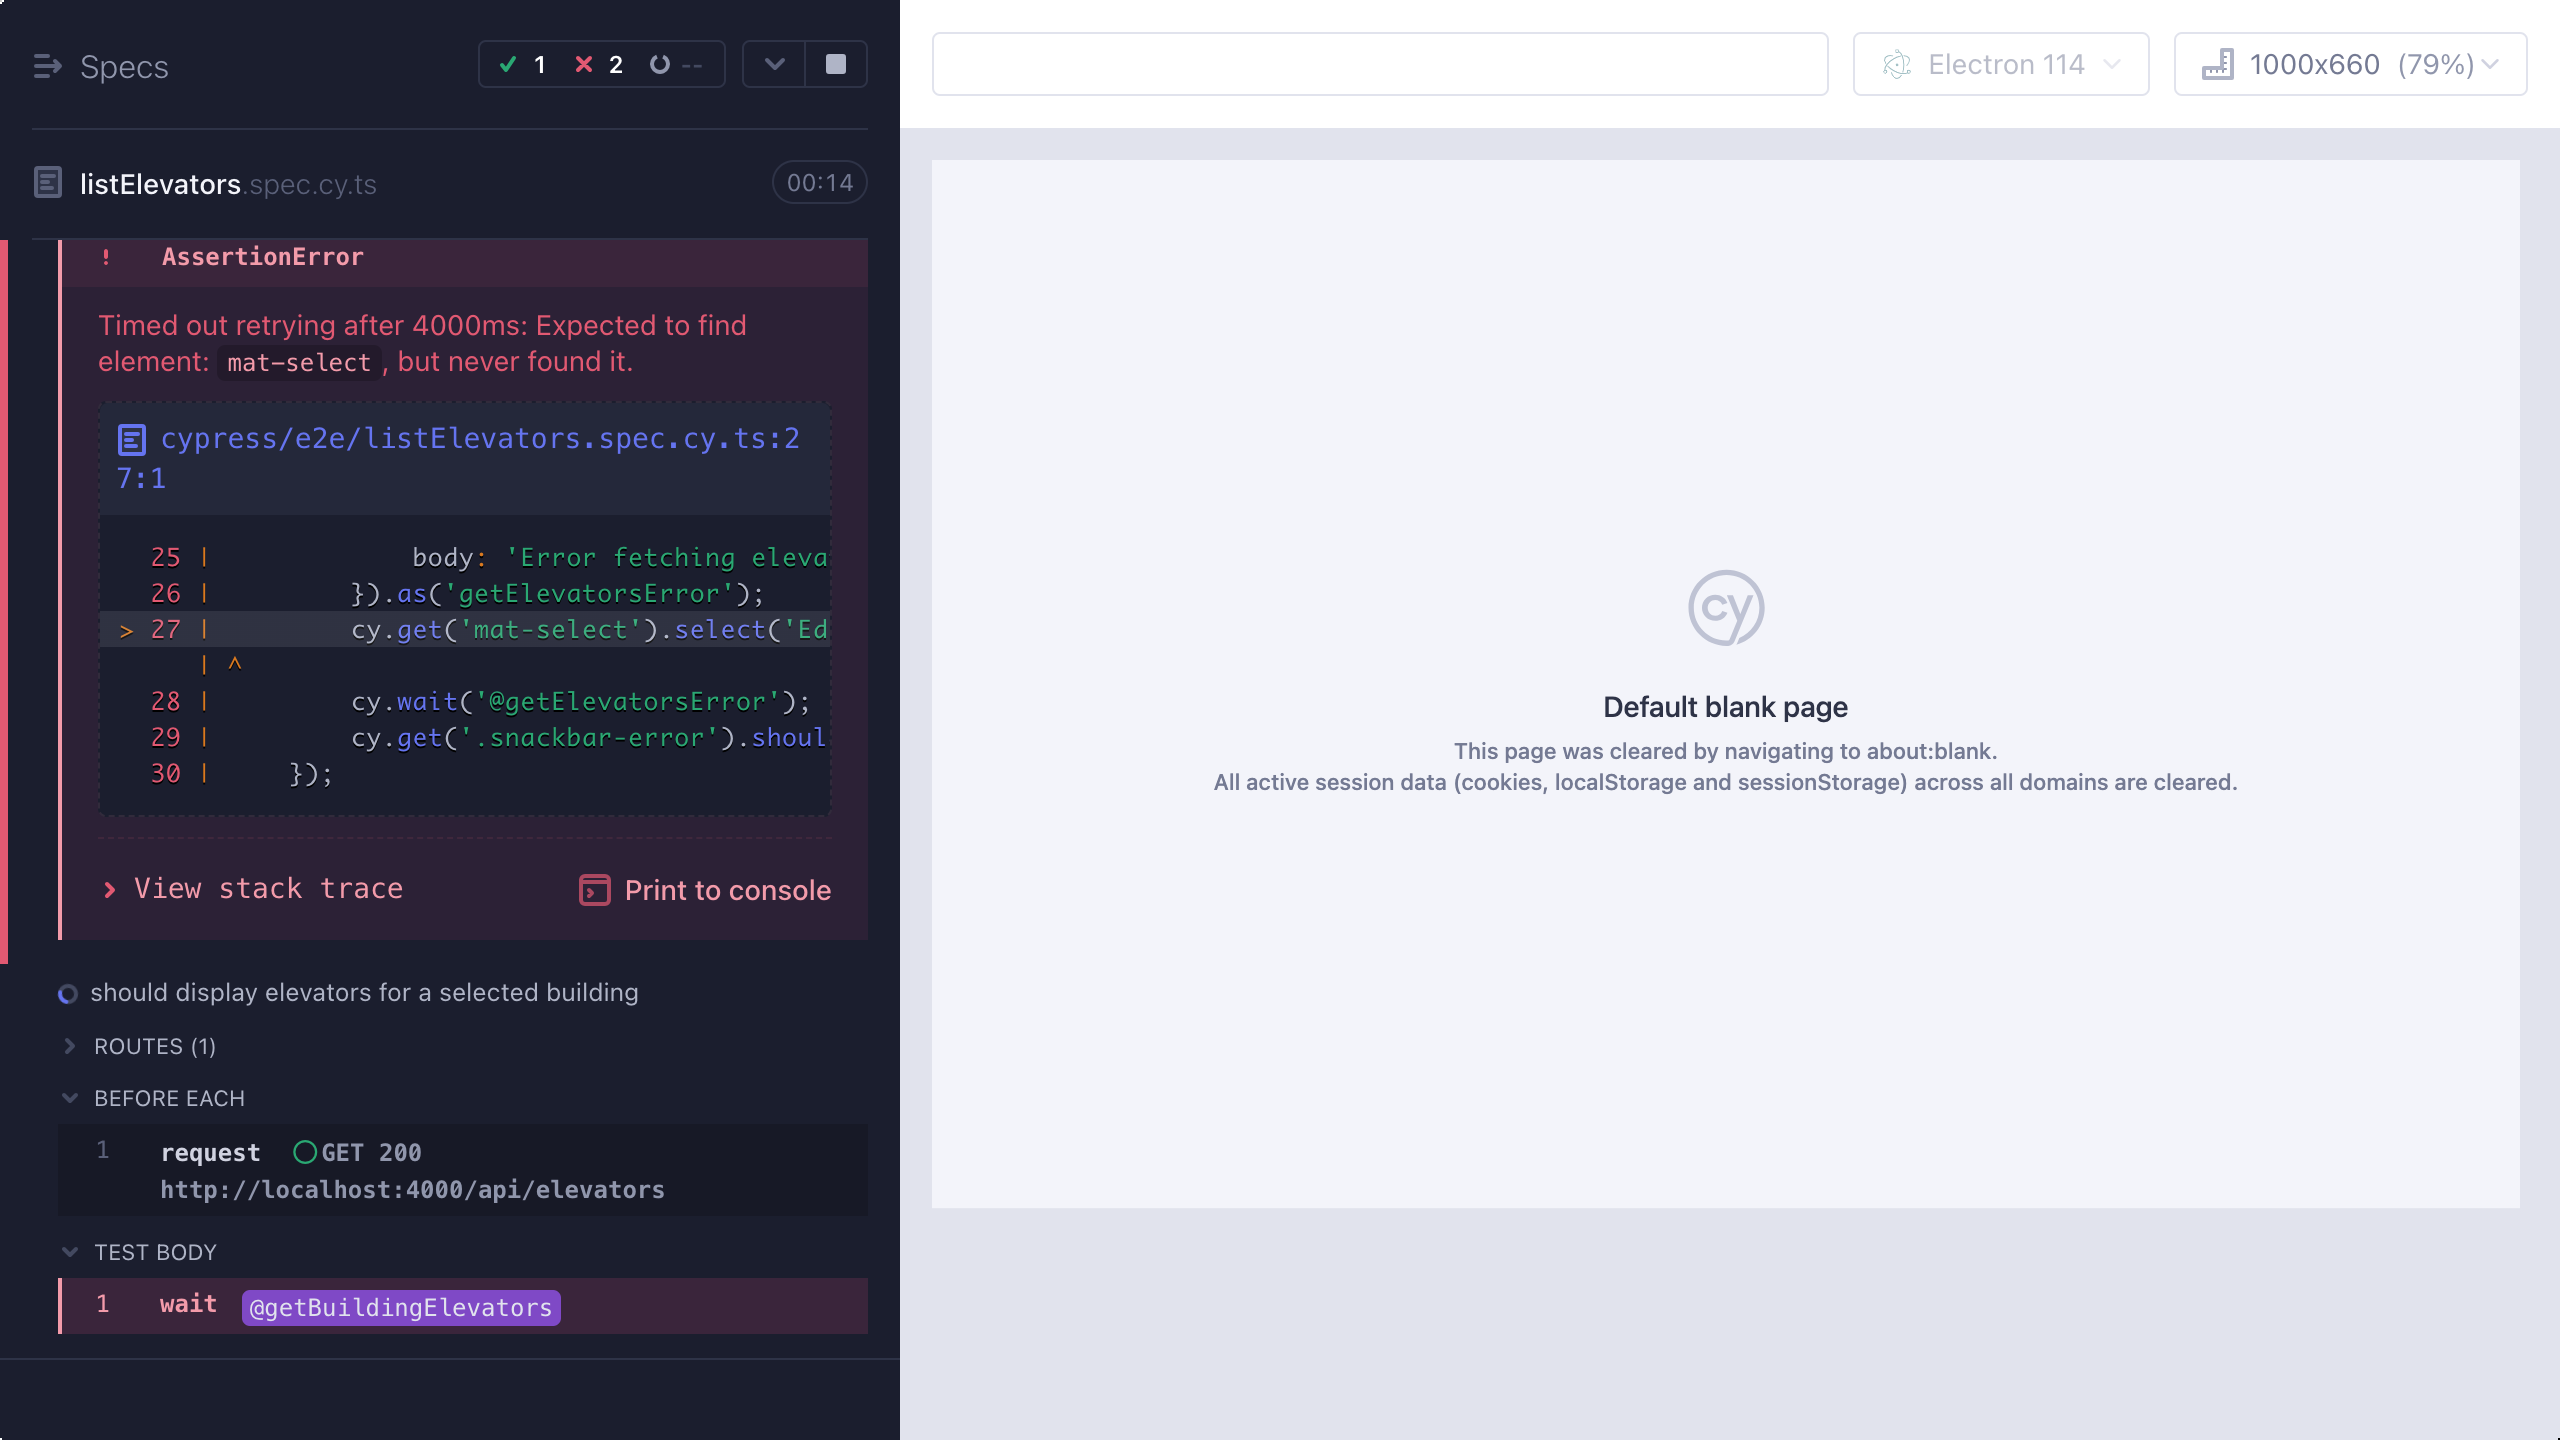 Specs
1 2 --
Electron 114
1000x660 (79%)
listElevators.spec.cy.ts
00:14
! AssertionError
Timed out retrying after 4000ms: Expected to find
element: mat-select, but never found it.
cypress/e2e/listElevators.spec.cy.ts:2
7:1
25 | body: 'Error fetching eleva
26 | }).as('getElevatorsError');
> 27 | cy.get('mat-select').select('Ed
| ^
28 | cy.wait('@getElevatorsError');
29 | cy.get('.snackbar-error').shoul
30 | });
View stack trace
Print to console
should display elevators for a selected building
ROUTES (1)
BEFORE EACH
1 request GET 200
http://localhost:4000/api/elevators
TEST BODY
1 wait @getBuildingElevators
cy
Default blank page
This page was cleared by navigating to about:blank.
All active session data (cookies, localStorage and sessionStorage) across all domains are cleared.